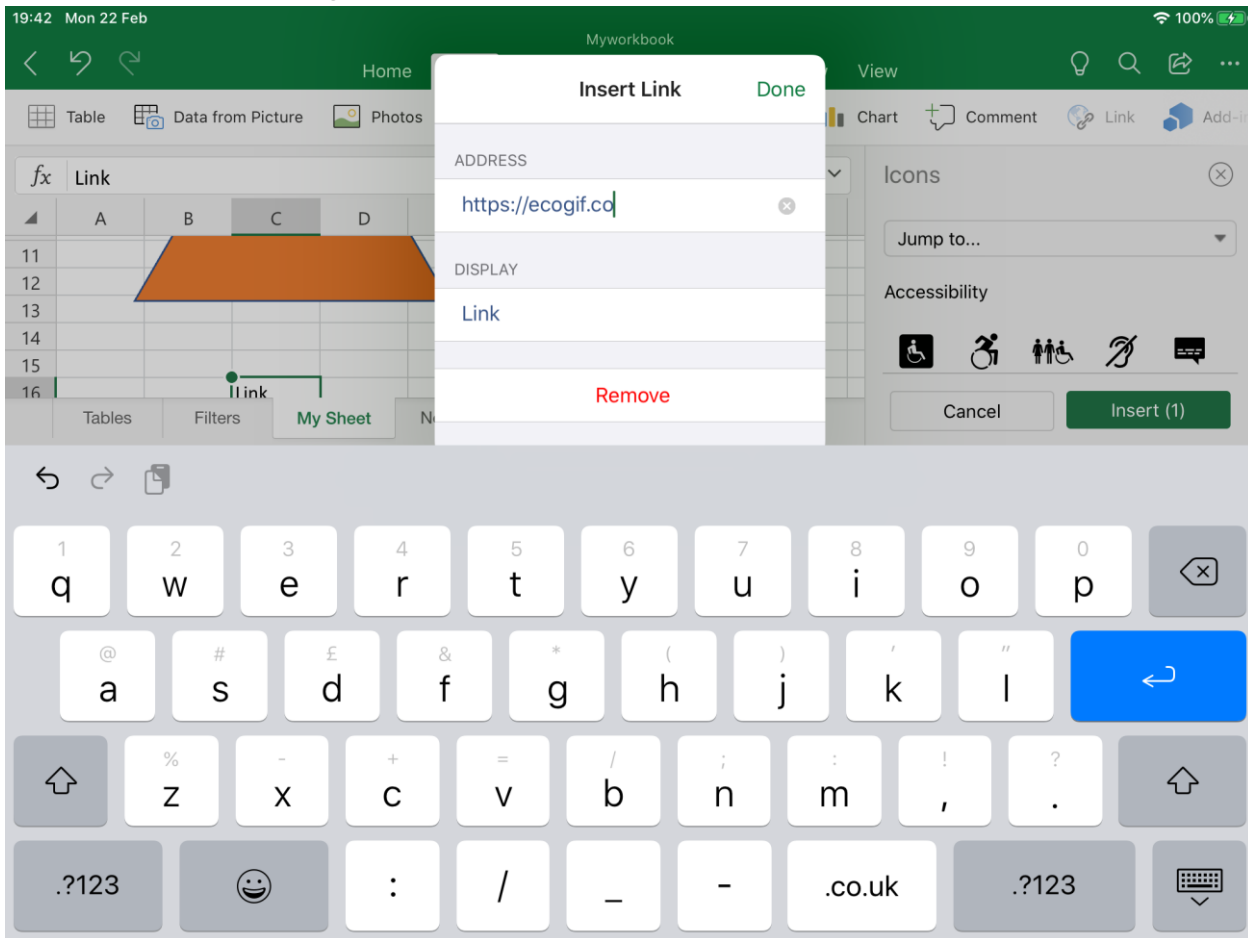 19:42 Mon 22 Feb 100%
Myworkbook
Home View
Insert Link Done
Table Data from Picture Photos Chart Comment Link Add-in
ADDRESS
fx Link
https://ecogif.co
Icons
A B C D
Jump to...
11
DISPLAY
12
Accessibility
13
Link
14
15
16 Link
Remove
Cancel Insert (1)
Tables Filters My Sheet
1 2 3 4 5 6 7 8 9 0
q w e r t y u i o p
@ # £ & * ( ) ' "
a s d f g h j k l
% - + = / ; : ! ?
z x c v b n m , .
.?123 : / _ - .co.uk .?123